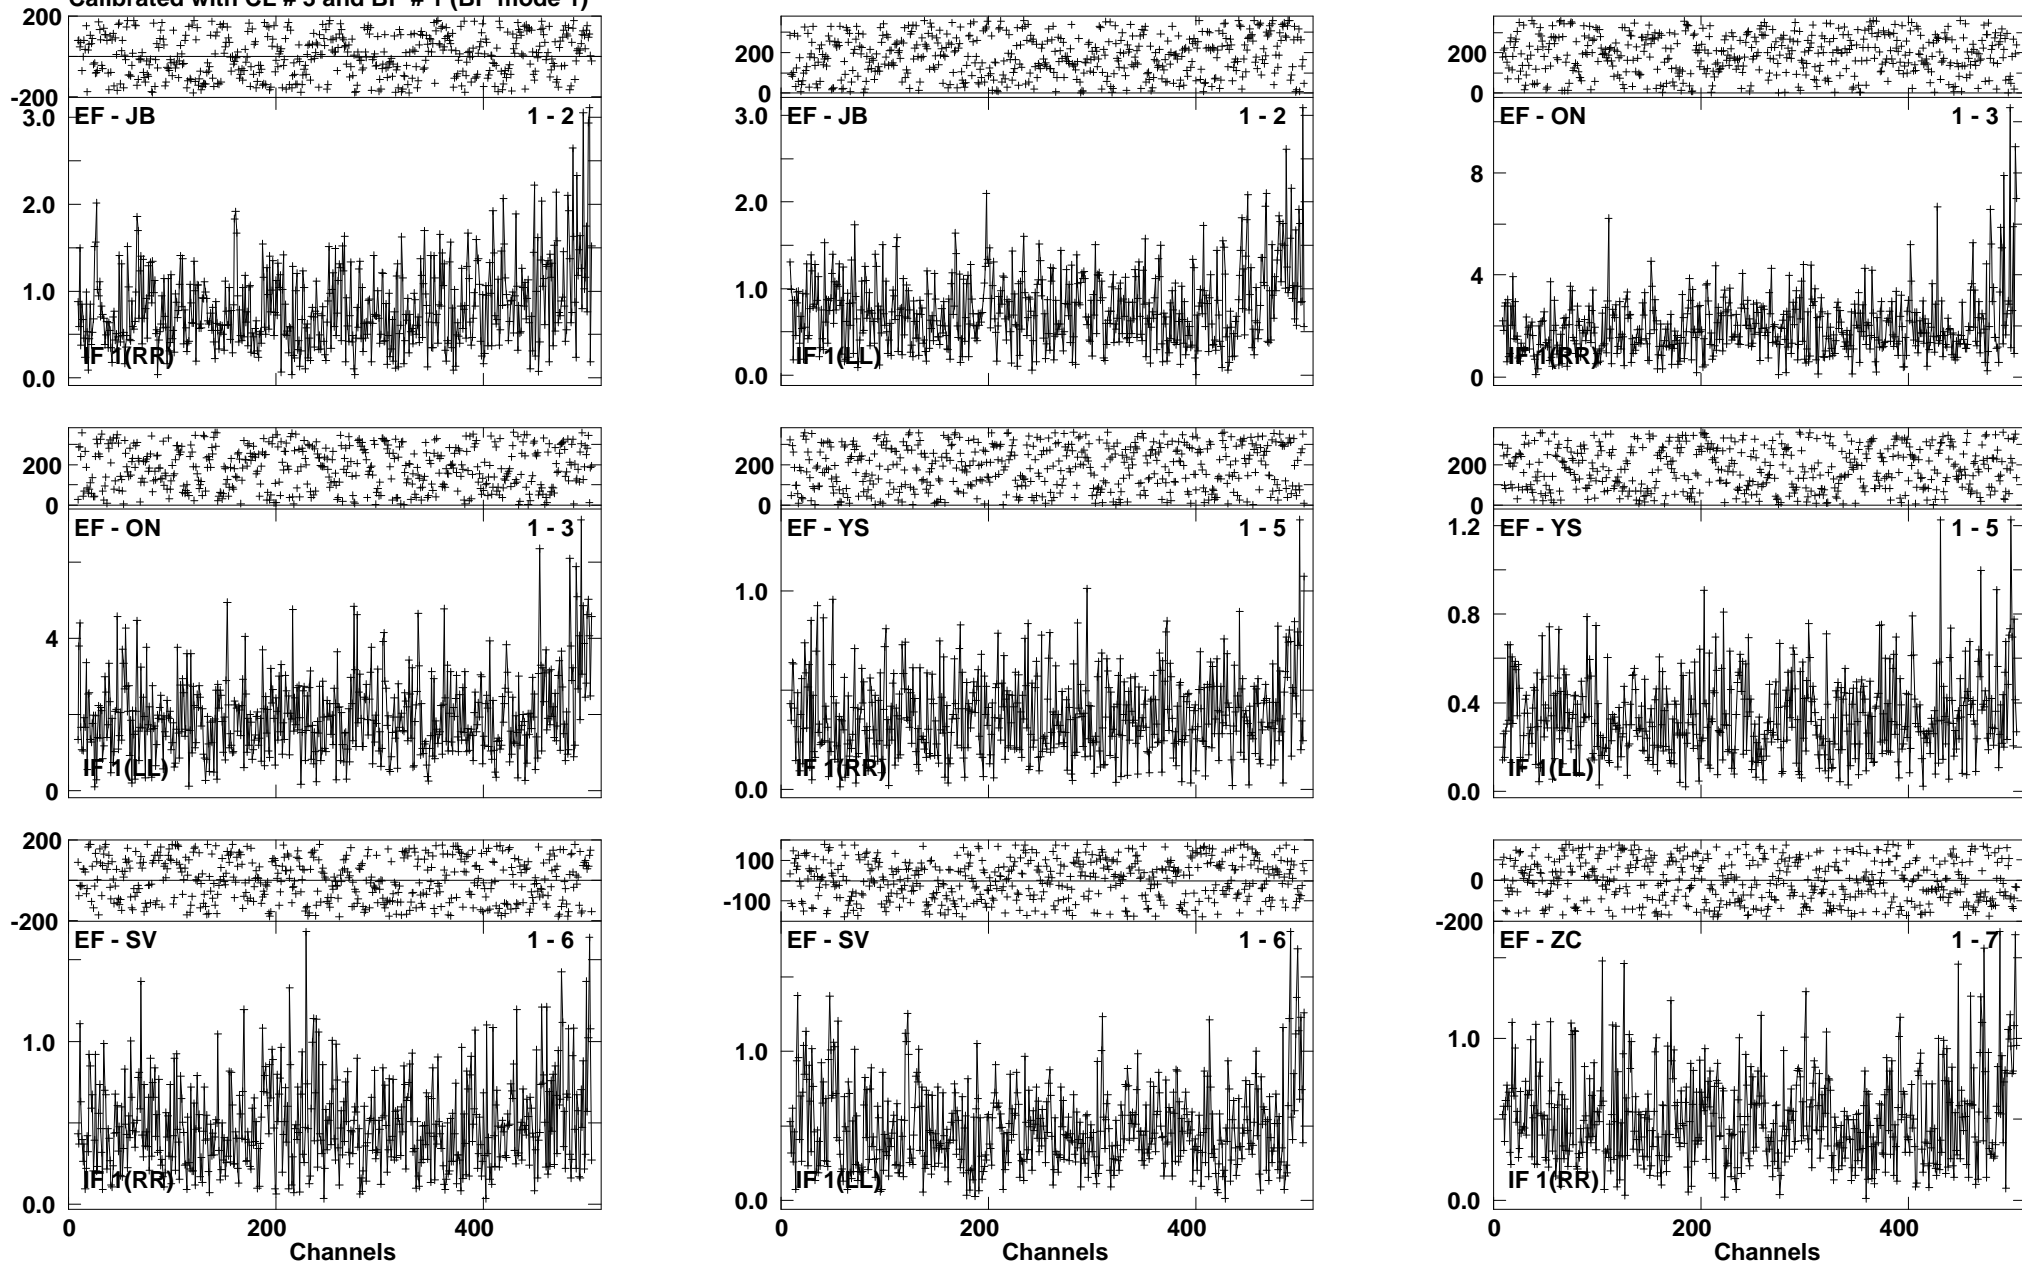 Calibrated with CL # 3 and BP # 1 (BP mode 1)
200
-200
3.0
2.0
1.0
0.0
EF - JB
1 - 2
IF 1(RR)
200
0
3.0
2.0
1.0
0.0
EF - JB
1 - 2
IF 1(LL)
200
0
8
4
0
EF - ON
1 - 3
IF 1(RR)
200
0
4
0
EF - ON
1 - 3
IF 1(LL)
200
0
1.0
0.0
EF - YS
1 - 5
IF 1(RR)
200
0
1.2
0.8
0.4
0.0
EF - YS
1 - 5
IF 1(LL)
200
-200
1.0
0.0
EF - SV
1 - 6
IF 1(RR)
0 200 400
Channels
100
-100
1.0
0.0
EF - SV
1 - 6
IF 1(LL)
0 200 400
Channels
0
-200
1.0
0.0
EF - ZC
1 - 7
IF 1(RR)
0 200 400
Channels